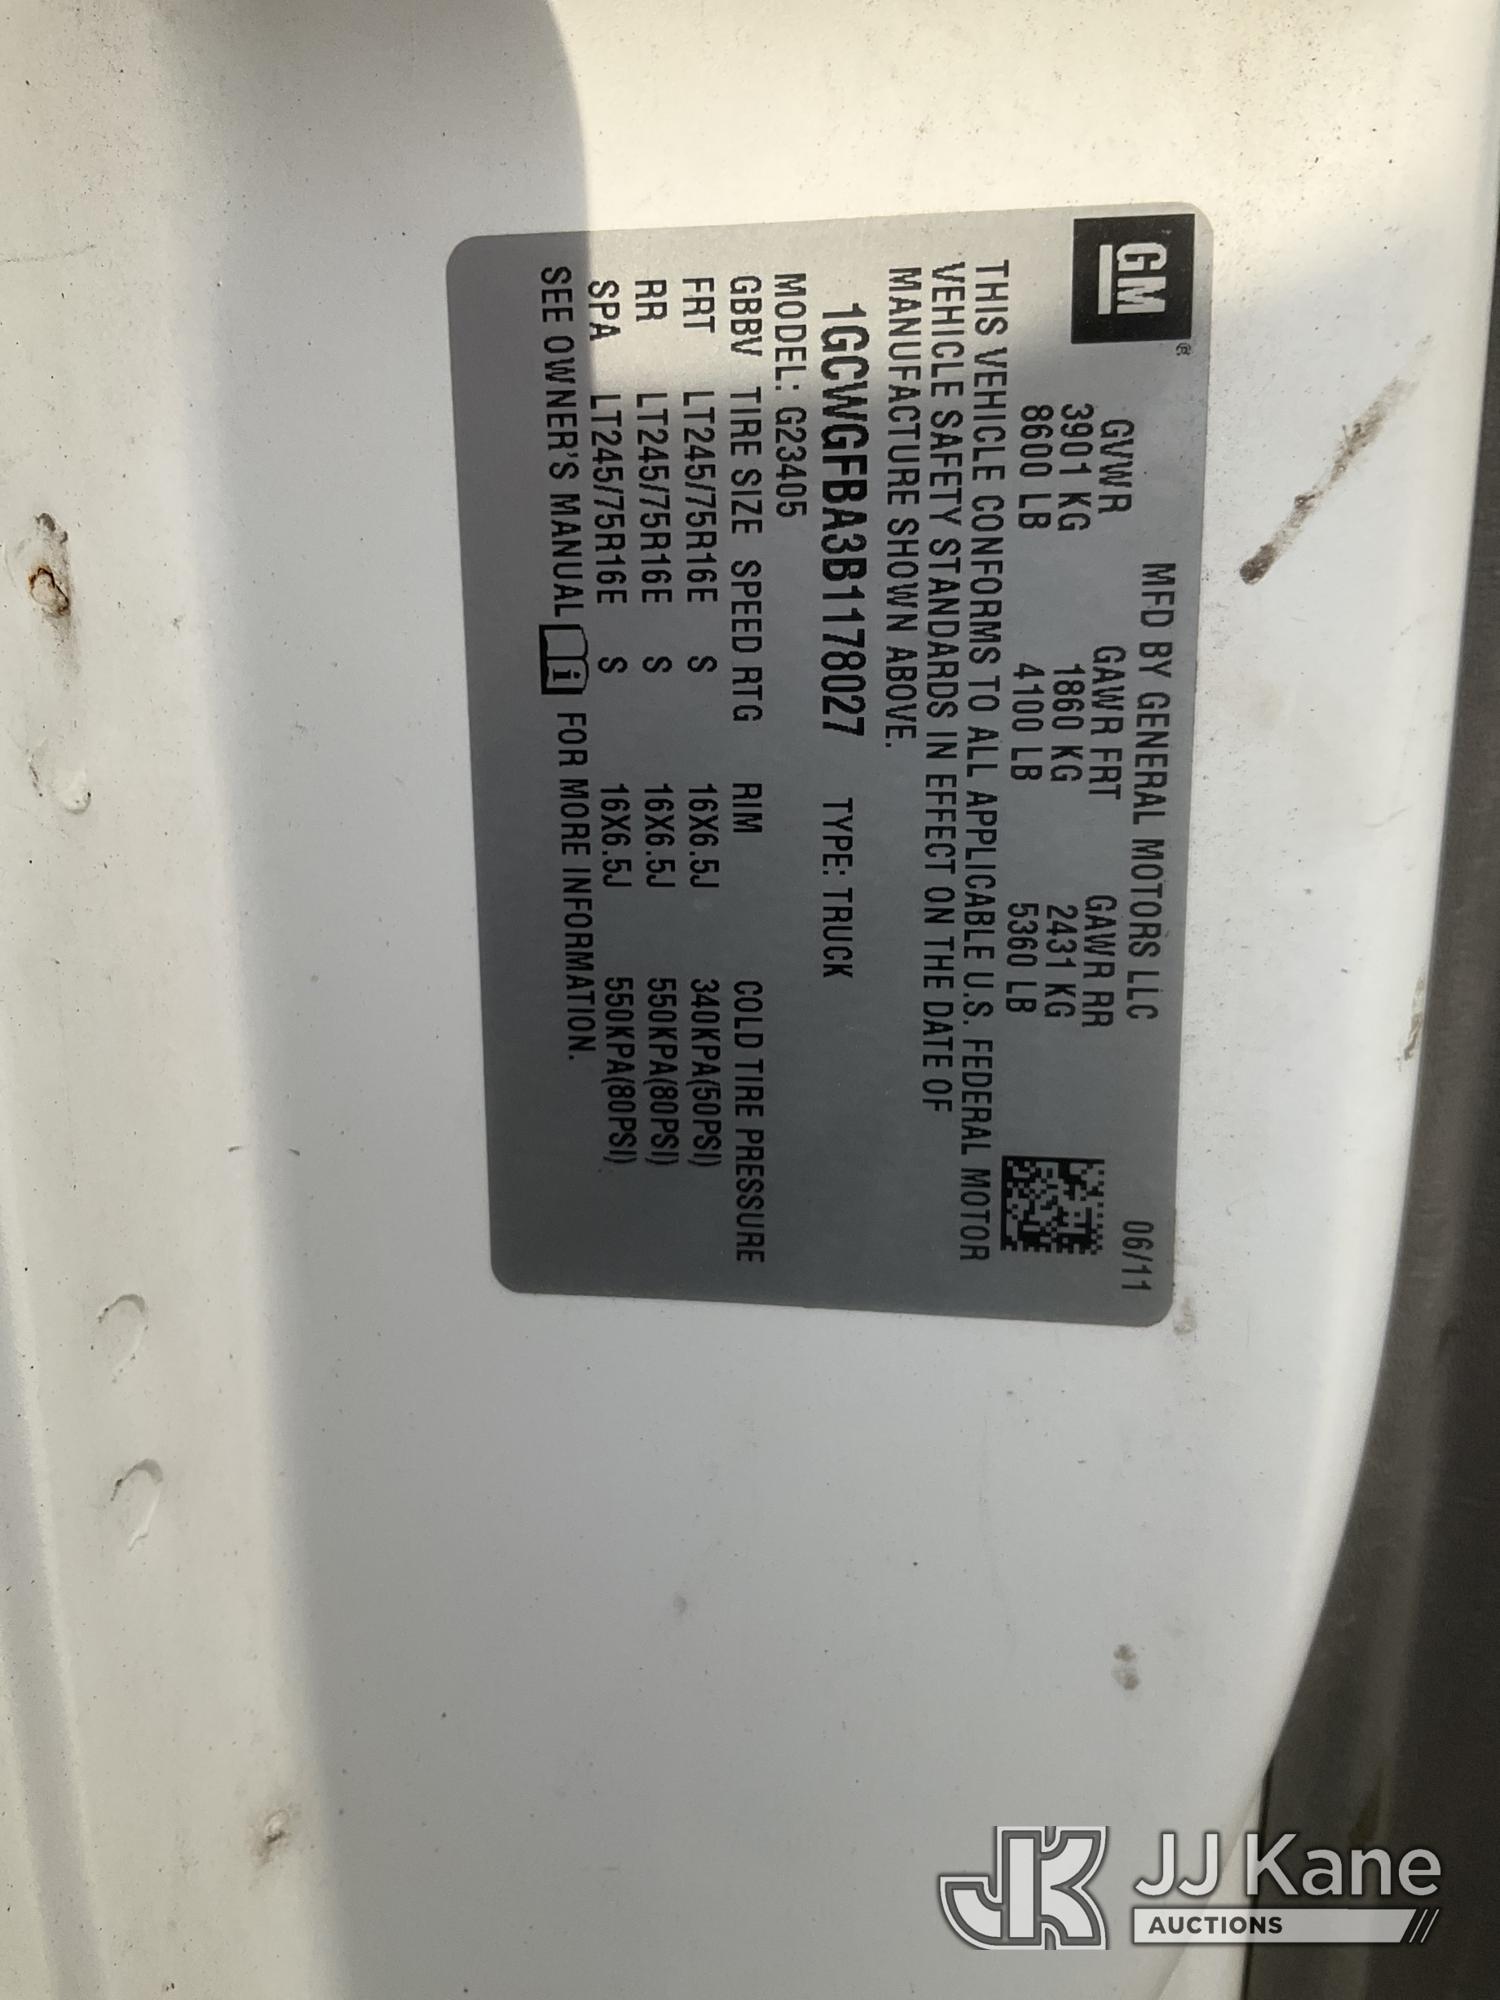 GM®
MFD BY GENERAL MOTORS LLC 06/11
GVWR GAWR FRT GAWR RR
3901 KG 1860 KG 2431 KG
8600 LB 4100 LB 5360 LB
THIS VEHICLE CONFORMS TO ALL APPLICABLE U.S. FEDERAL MOTOR
VEHICLE SAFETY STANDARDS IN EFFECT ON THE DATE OF
MANUFACTURE SHOWN ABOVE.
1GCWGFBA3B1178027 TYPE: TRUCK
MODEL: G23405
GBBV TIRE SIZE SPEED RTG RIM COLD TIRE PRESSURE
FRT LT245/75R16E S 16X6.5J 340KPA(50PSI)
RR LT245/75R16E S 16X6.5J 550KPA(80PSI)
SPA LT245/75R16E S 16X6.5J 550KPA(80PSI)
SEE OWNER'S MANUAL i FOR MORE INFORMATION.
JK JJ Kane
AUCTIONS